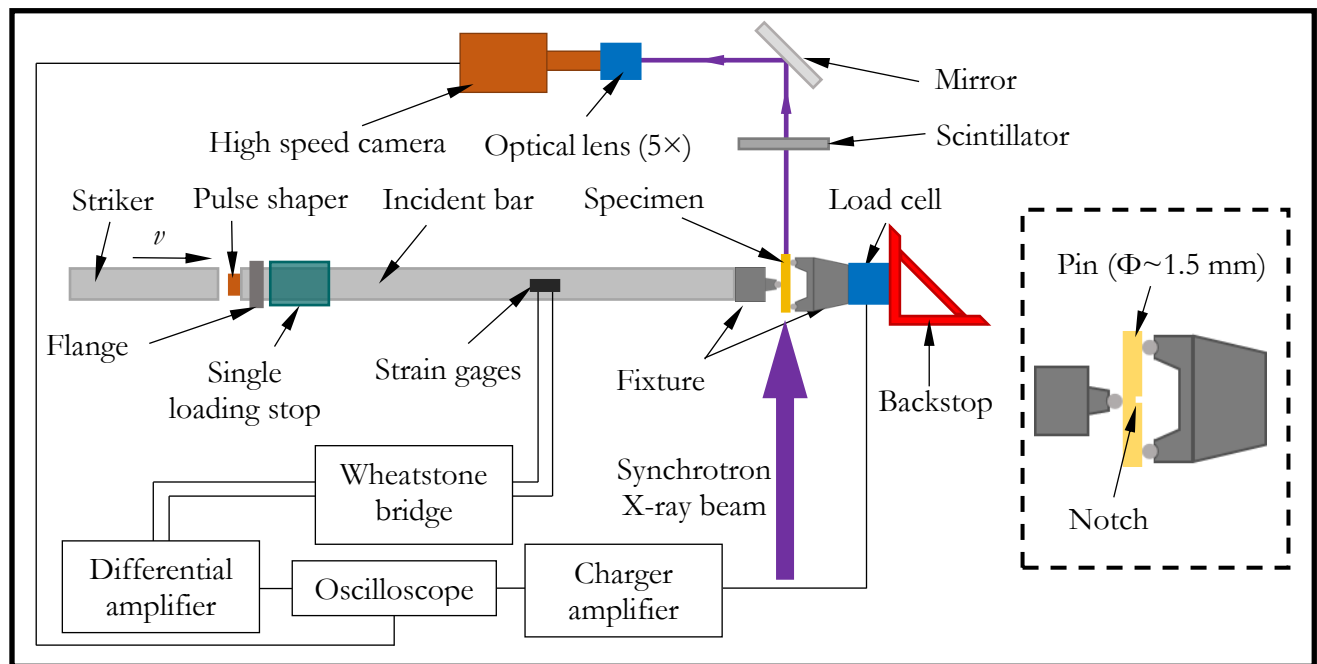 Mirror
High speed camera
Optical lens (5×)
Scintillator
Striker
Pulse shaper
Incident bar
Specimen
Load cell
v
Pin (Φ~1.5 mm)
Flange
Single
loading stop
Strain gages
Fixture
Backstop
Wheatstone
bridge
Synchrotron
X-ray beam
Notch
Differential
amplifier
Oscilloscope
Charger
amplifier